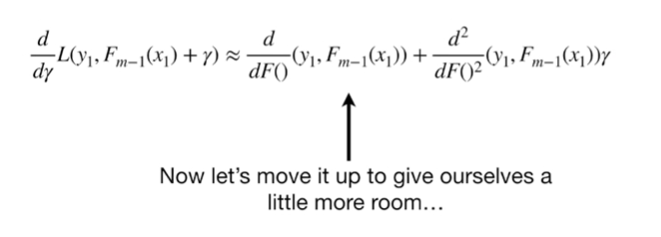 d/dγ L(y₁, Fₘ₋₁(x₁) + γ) ≈ d/dF() (y₁, Fₘ₋₁(x₁)) + d²/dF()² (y₁, Fₘ₋₁(x₁))γ
Now let's move it up to give ourselves a
little more room…